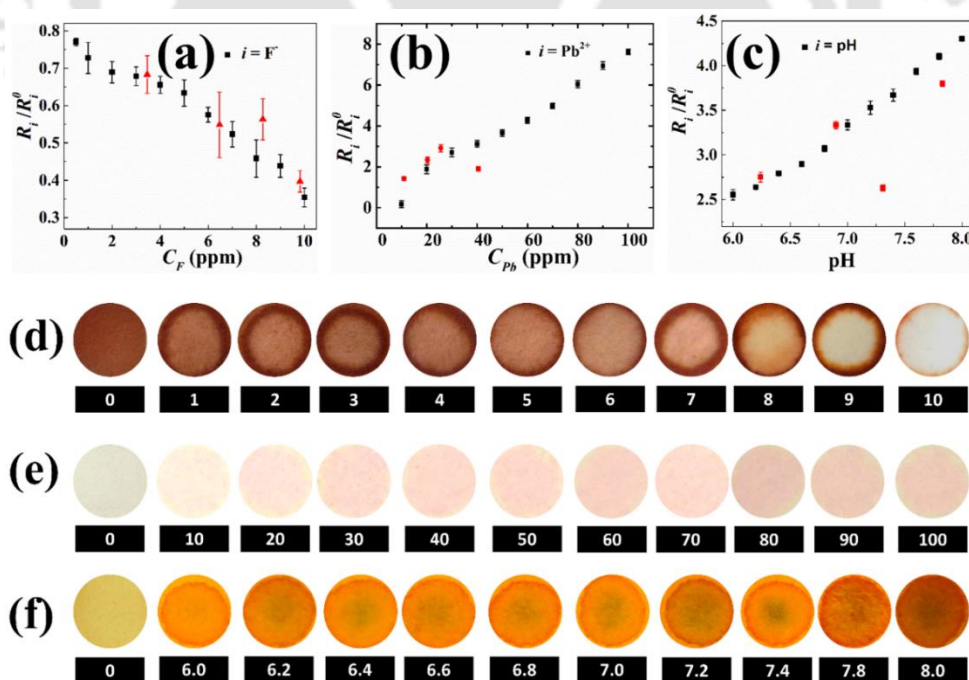 (a) ■ i = F⁻
R_i/R_i^0
0.8
0.7
0.6
0.5
0.4
0.3
0 2 4 6 8 10
C_F (ppm)
(b) ■ i = Pb²⁺
R_i/R_i^0
8
6
4
2
0
20 40 60 80 100
C_Pb (ppm)
(c) ■ i = pH
R_i/R_i^0
4.5
4.0
3.5
3.0
2.5
6.0 6.5 7.0 7.5 8.0
pH
(d)
0 1 2 3 4 5 6 7 8 9 10
(e)
0 10 20 30 40 50 60 70 80 90 100
(f)
0 6.0 6.2 6.4 6.6 6.8 7.0 7.2 7.4 7.8 8.0